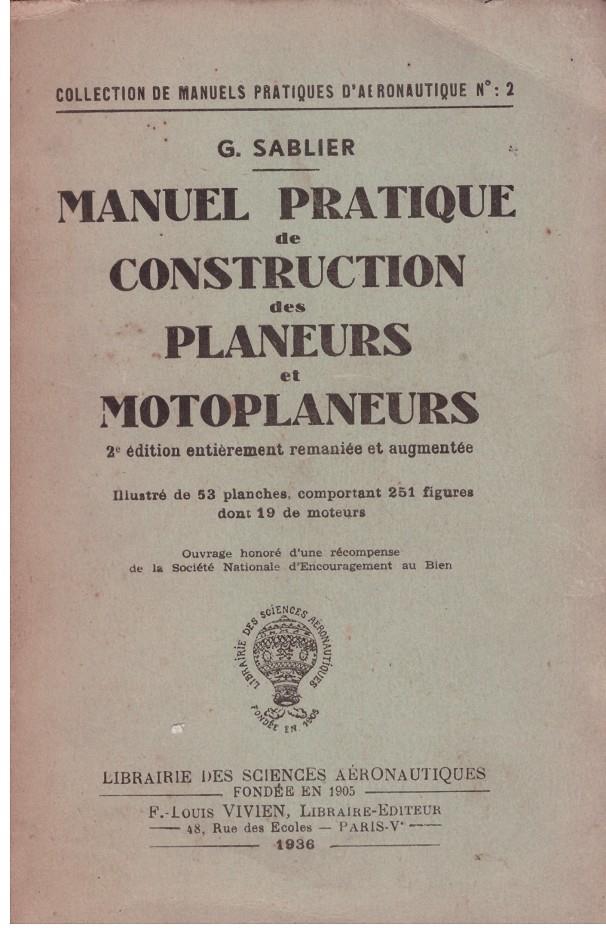 COLLECTION DE MANUELS PRATIQUES D'AERONAUTIQUE N° : 2
G. SABLIER
MANUEL PRATIQUE
de
CONSTRUCTION
des
PLANEURS
et
MOTOPLANEURS
2e édition entièrement remaniée et augmentée
Illustré de 53 planches, comportant 251 figures
dont 19 de moteurs
Ouvrage honoré d'une récompense
de la Société Nationale d'Encouragement au Bien
LIBRAIRIE DES SCIENCES AÉRONAUTIQUES
FONDÉE EN 1905
LIBRAIRIE DES SCIENCES AÉRONAUTIQUES
FONDÉE EN 1905
F.-LOUIS VIVIEN, LIBRAIRE-EDITEUR
48, Rue des Ecoles — PARIS-Ve
1936